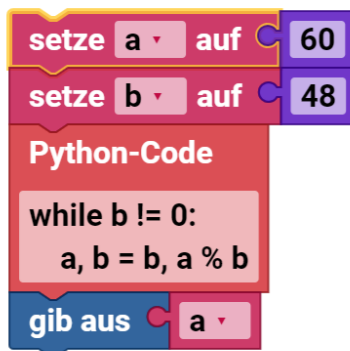 setze a auf 60
setze b auf 48
Python-Code
while b != 0:
    a, b = b, a % b
gib aus a